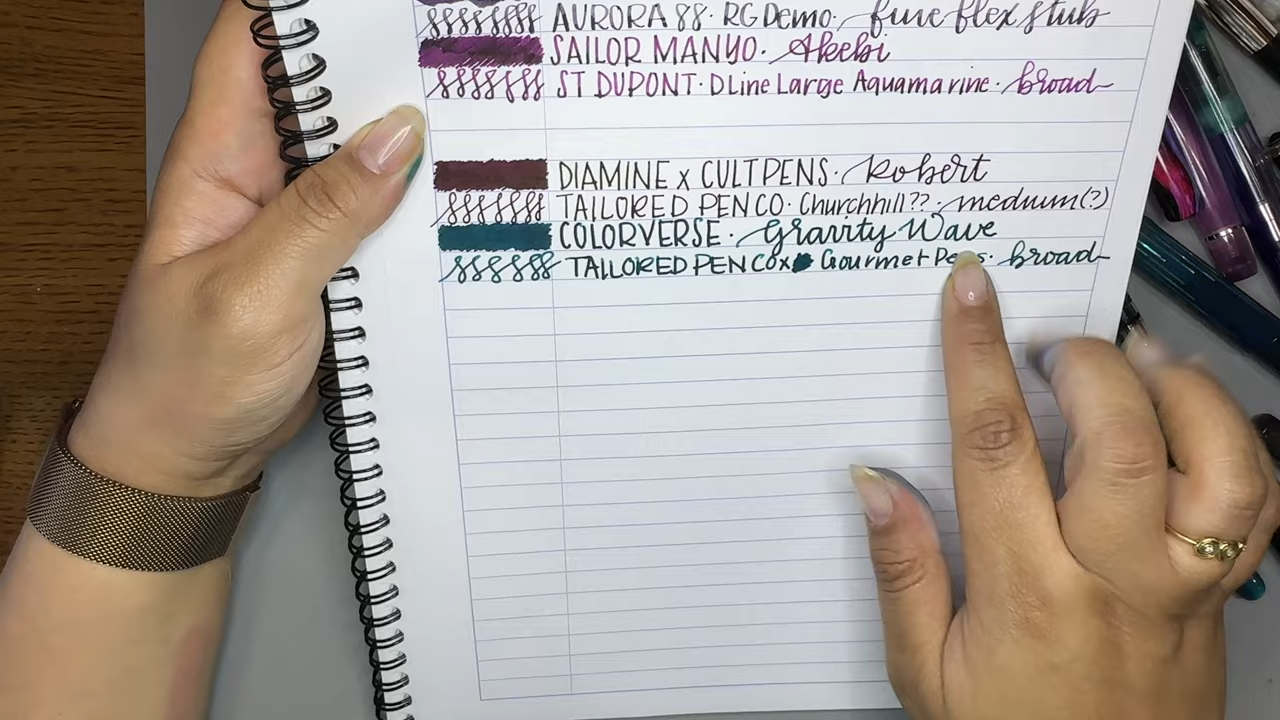 AURORA 88 · RG Demo · fine flex stub
SAILOR MANYO · Akebi
ST DUPONT · D Line Large Aquamarine · broad
DIAMINE x CULTPENS · Robert
TAILORED PEN CO · Churchhill?? · medium(?)
COLORVERSE · Gravity Wave
TAILORED PEN CO x Gourmet Pens · broad